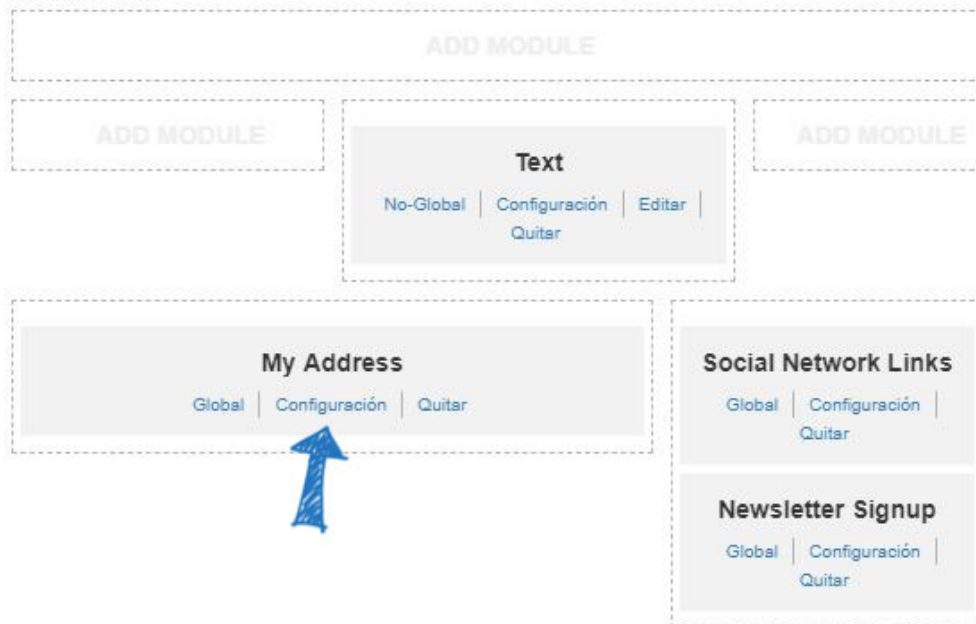 ADD MODULE
ADD MODULE
Text
No-Global | Configuración | Editar |
Quitar
ADD MODULE
My Address
Global | Configuración | Quitar
Social Network Links
Global | Configuración |
Quitar
Newsletter Signup
Global | Configuración |
Quitar